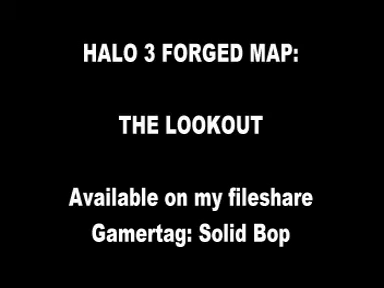 HALO 3 FORGED MAP:
THE LOOKOUT
Available on my fileshare
Gamertag: Solid Bop